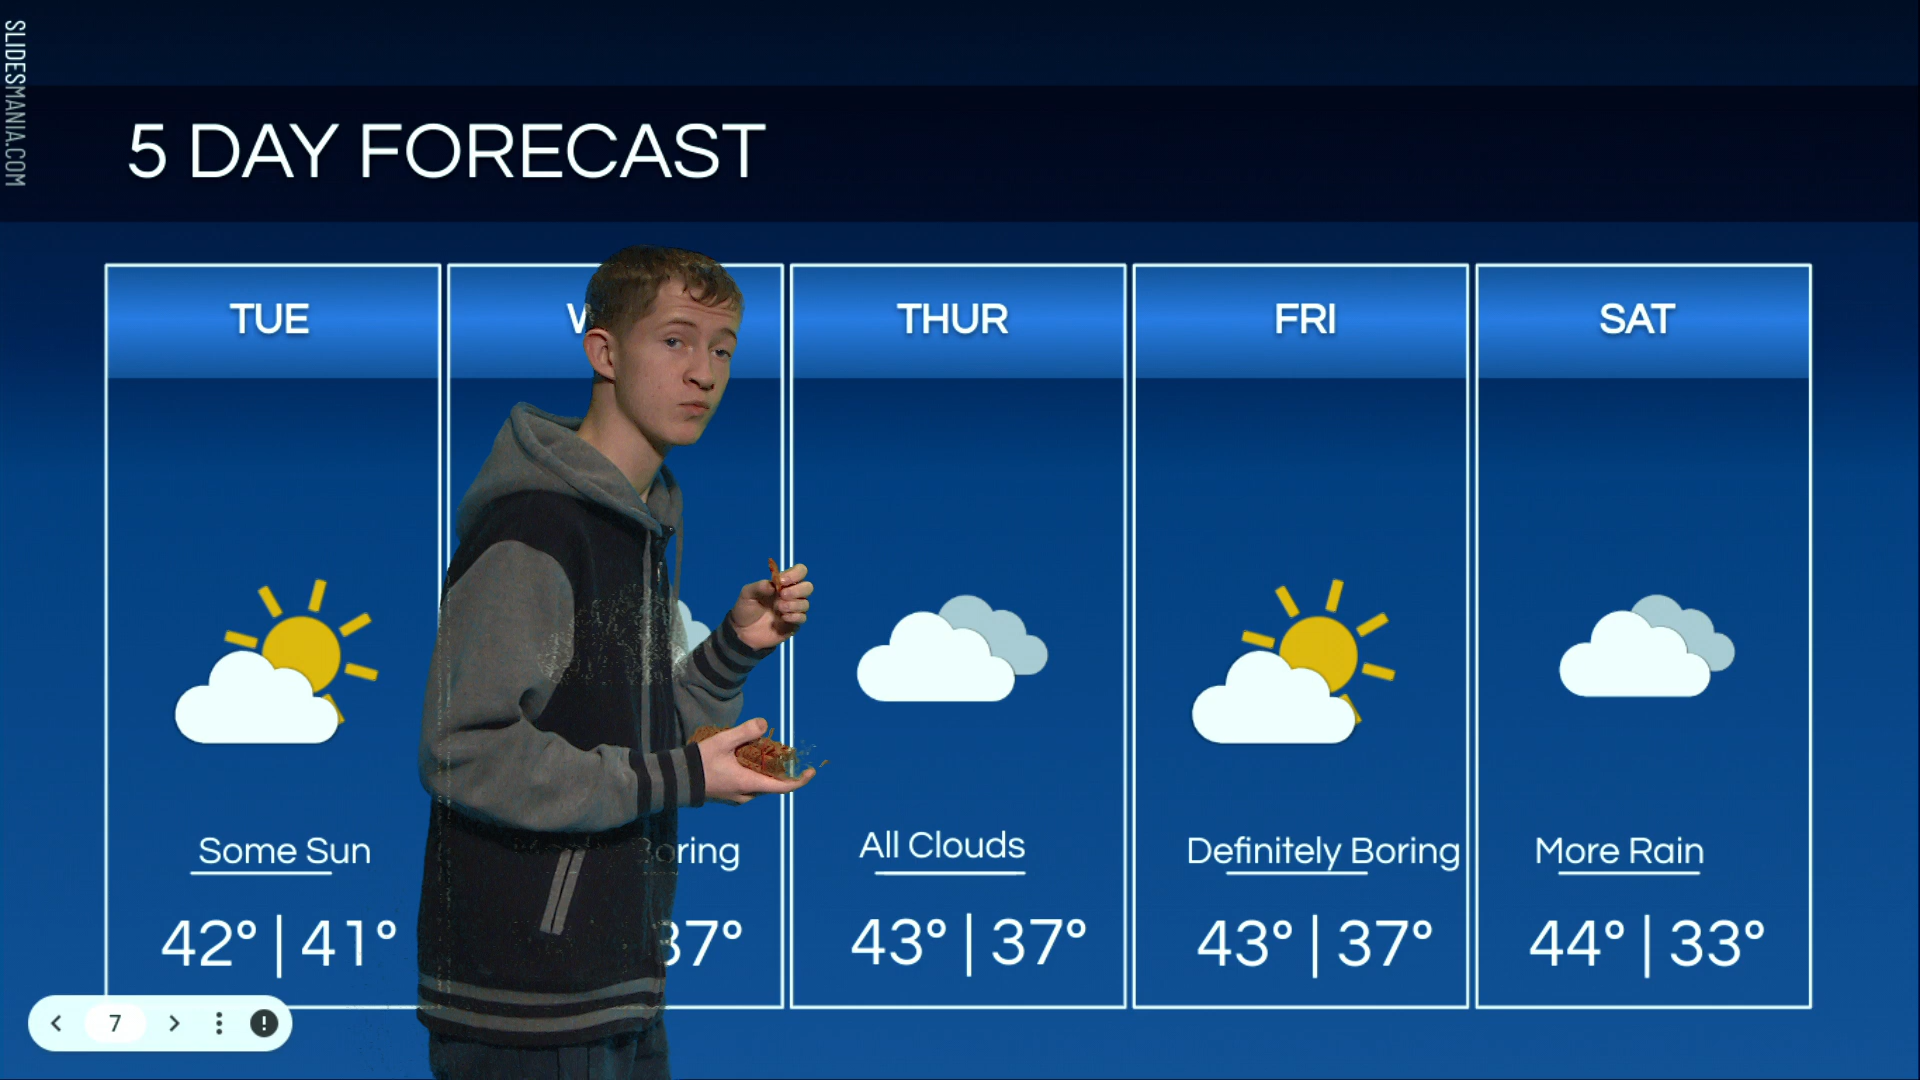 SLIDESMANIA.COM
5 DAY FORECAST
TUE
THUR
FRI
SAT
Some Sun
All Clouds
Definitely Boring
More Rain
42° | 41°
37°
43° | 37°
43° | 37°
44° | 33°
7